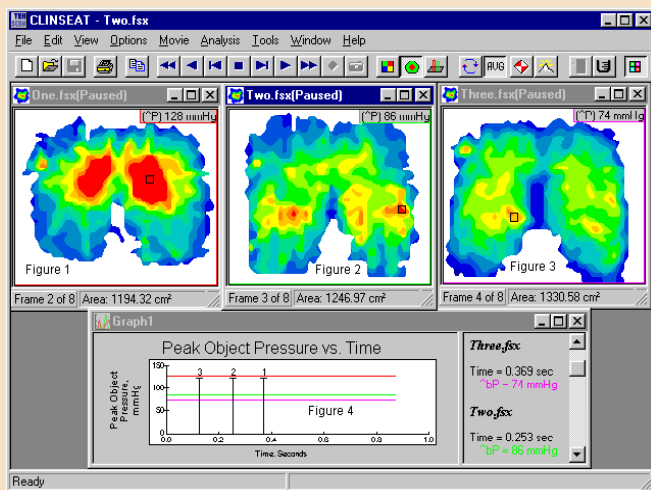 CLINSEAT - Two.fsx
File Edit View Options Movie Analysis Tools Window Help
AVG
One.fsx(Paused)
(^P) 128 mmHg
Figure 1
Frame 2 of 8 Area: 1194.32 cm²
Two.fsx(Paused)
(^P) 86 mmHg
Figure 2
Frame 3 of 8 Area: 1246.97 cm²
Three.fsx(Paused)
(^P) 74 mmHg
Figure 3
Frame 4 of 8 Area: 1330.58 cm²
Graph1
Peak Object Pressure vs. Time
Peak Object
Pressure,
mmHg
150
100
50
0
3 2 1
Figure 4
0.0 0.2 0.4 0.6 0.8 1.0
Time, Seconds
Three.fsx
Time = 0.369 sec
^bP = 74 mmHg
Two.fsx
Time = 0.253 sec
^bP = 86 mmHg
Ready